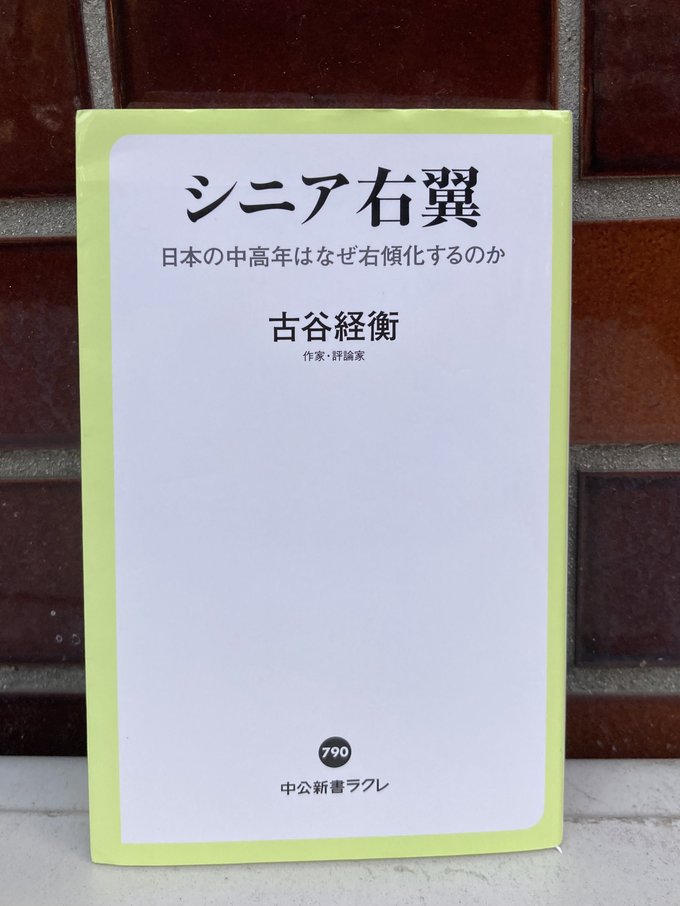 シニア右翼
日本の中高年はなぜ右傾化するのか
古谷経衡
作家・評論家
790
中公新書ラクレ